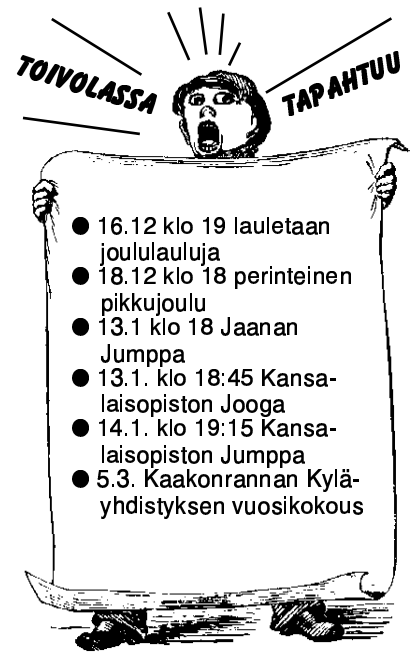 TOIVOLASSA TAPAHTUU
● 16.12 klo 19 lauletaan
joululauluja
● 18.12 klo 18 perinteinen
pikkujoulu
● 13.1 klo 18 Jaanan
Jumppa
● 13.1. klo 18:45 Kansa-
laisopiston Jooga
● 14.1. klo 19:15 Kansa-
laisopiston Jumppa
● 5.3. Kaakonrannan Kylä-
yhdistyksen vuosikokous